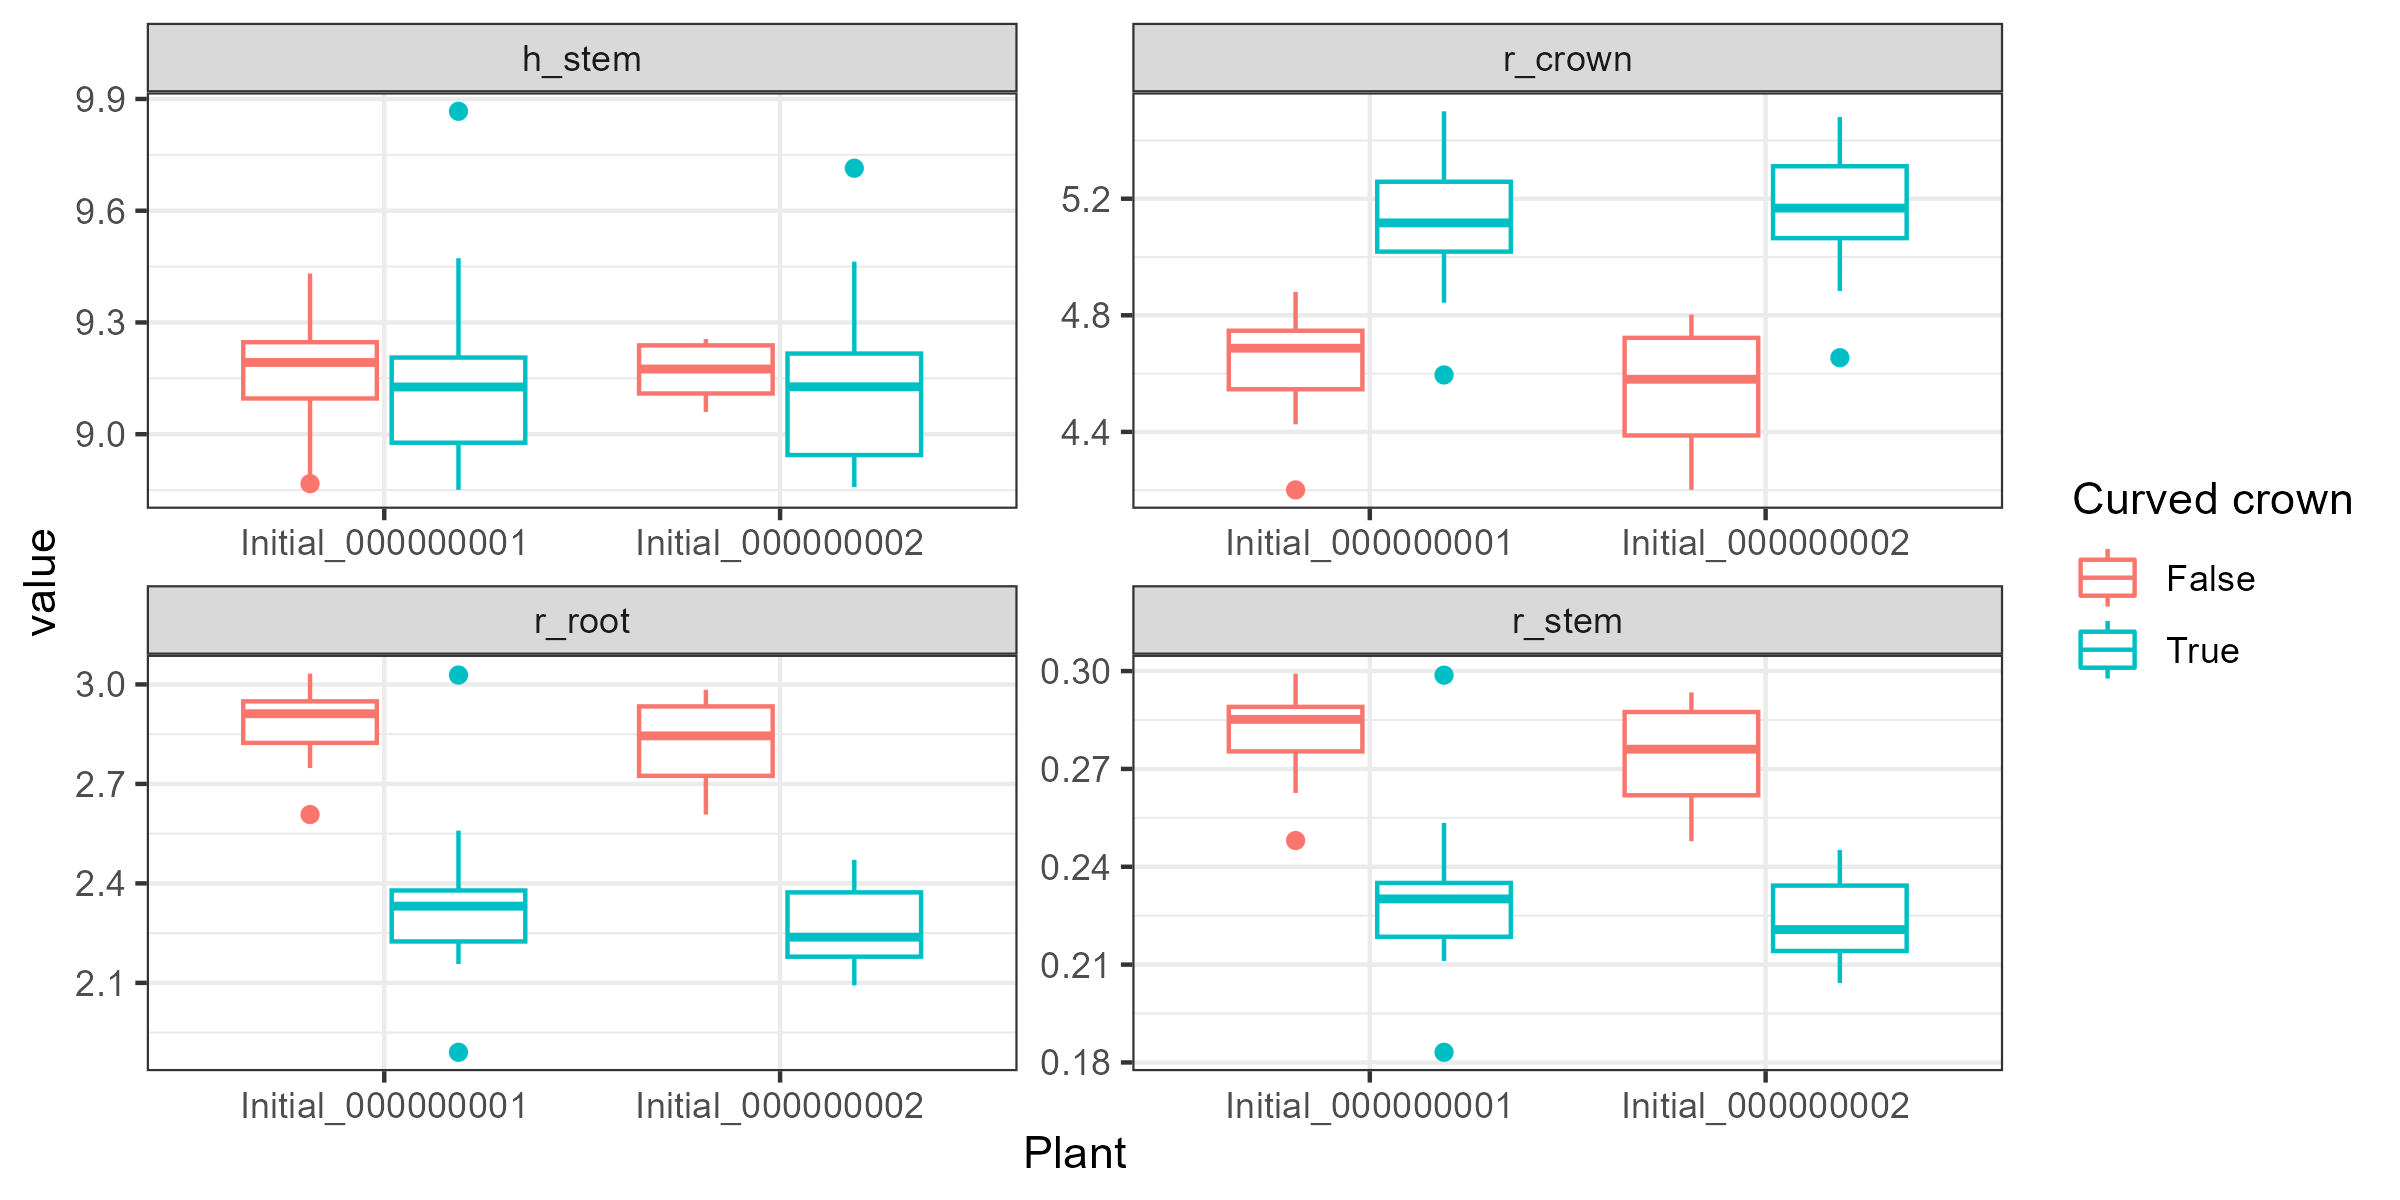 h_stem
r_crown
9.9
9.6
9.3
9.0
5.2
4.8
4.4
Initial_000000001 Initial_000000002
Initial_000000001 Initial_000000002
value
r_root
r_stem
3.0
2.7
2.4
2.1
0.30
0.27
0.24
0.21
0.18
Initial_000000001 Initial_000000002
Initial_000000001 Initial_000000002
Plant
Curved crown
False
True